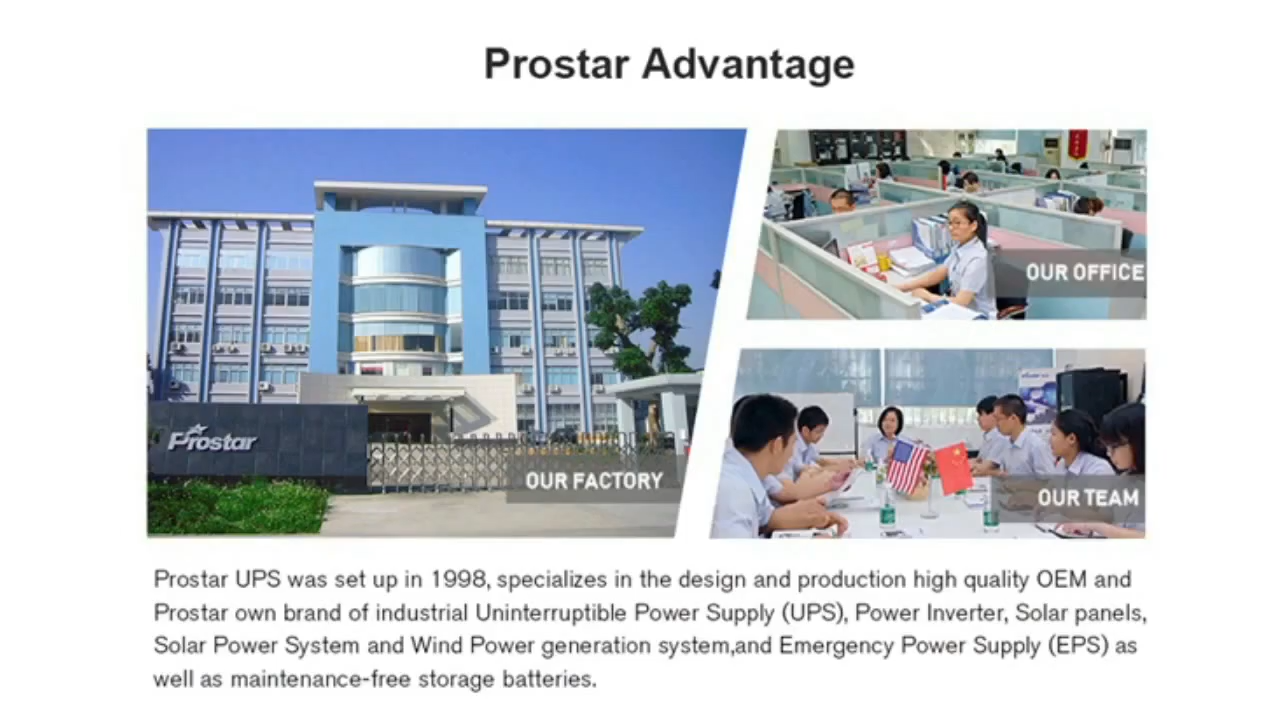 Prostar Advantage
OUR OFFICE
Prostar
OUR FACTORY
OUR TEAM
Prostar UPS was set up in 1998, specializes in the design and production high quality OEM and
Prostar own brand of industrial Uninterruptible Power Supply (UPS), Power Inverter, Solar panels,
Solar Power System and Wind Power generation system,and Emergency Power Supply (EPS) as
well as maintenance-free storage batteries.